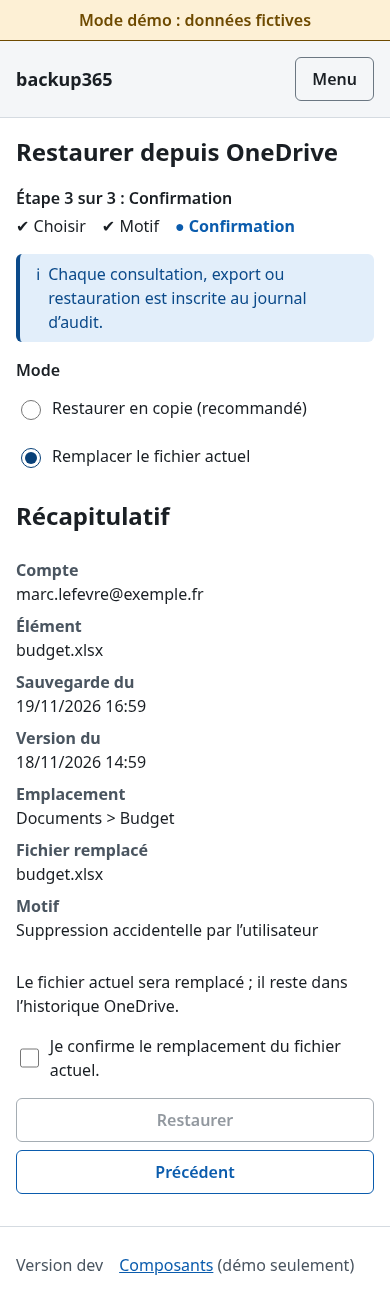 Mode démo : données fictives
backup365
Menu
Restaurer depuis OneDrive
Étape 3 sur 3 : Confirmation
✔ Choisir ✔ Motif ● Confirmation
i Chaque consultation, export ou
restauration est inscrite au journal
d’audit.
Mode
Restaurer en copie (recommandé)
Remplacer le fichier actuel
Récapitulatif
Compte
marc.lefevre@exemple.fr
Élément
budget.xlsx
Sauvegarde du
19/11/2026 16:59
Version du
18/11/2026 14:59
Emplacement
Documents > Budget
Fichier remplacé
budget.xlsx
Motif
Suppression accidentelle par l’utilisateur
Le fichier actuel sera remplacé ; il reste dans
l’historique OneDrive.
Je confirme le remplacement du fichier
actuel.
Restaurer
Précédent
Version dev Composants (démo seulement)